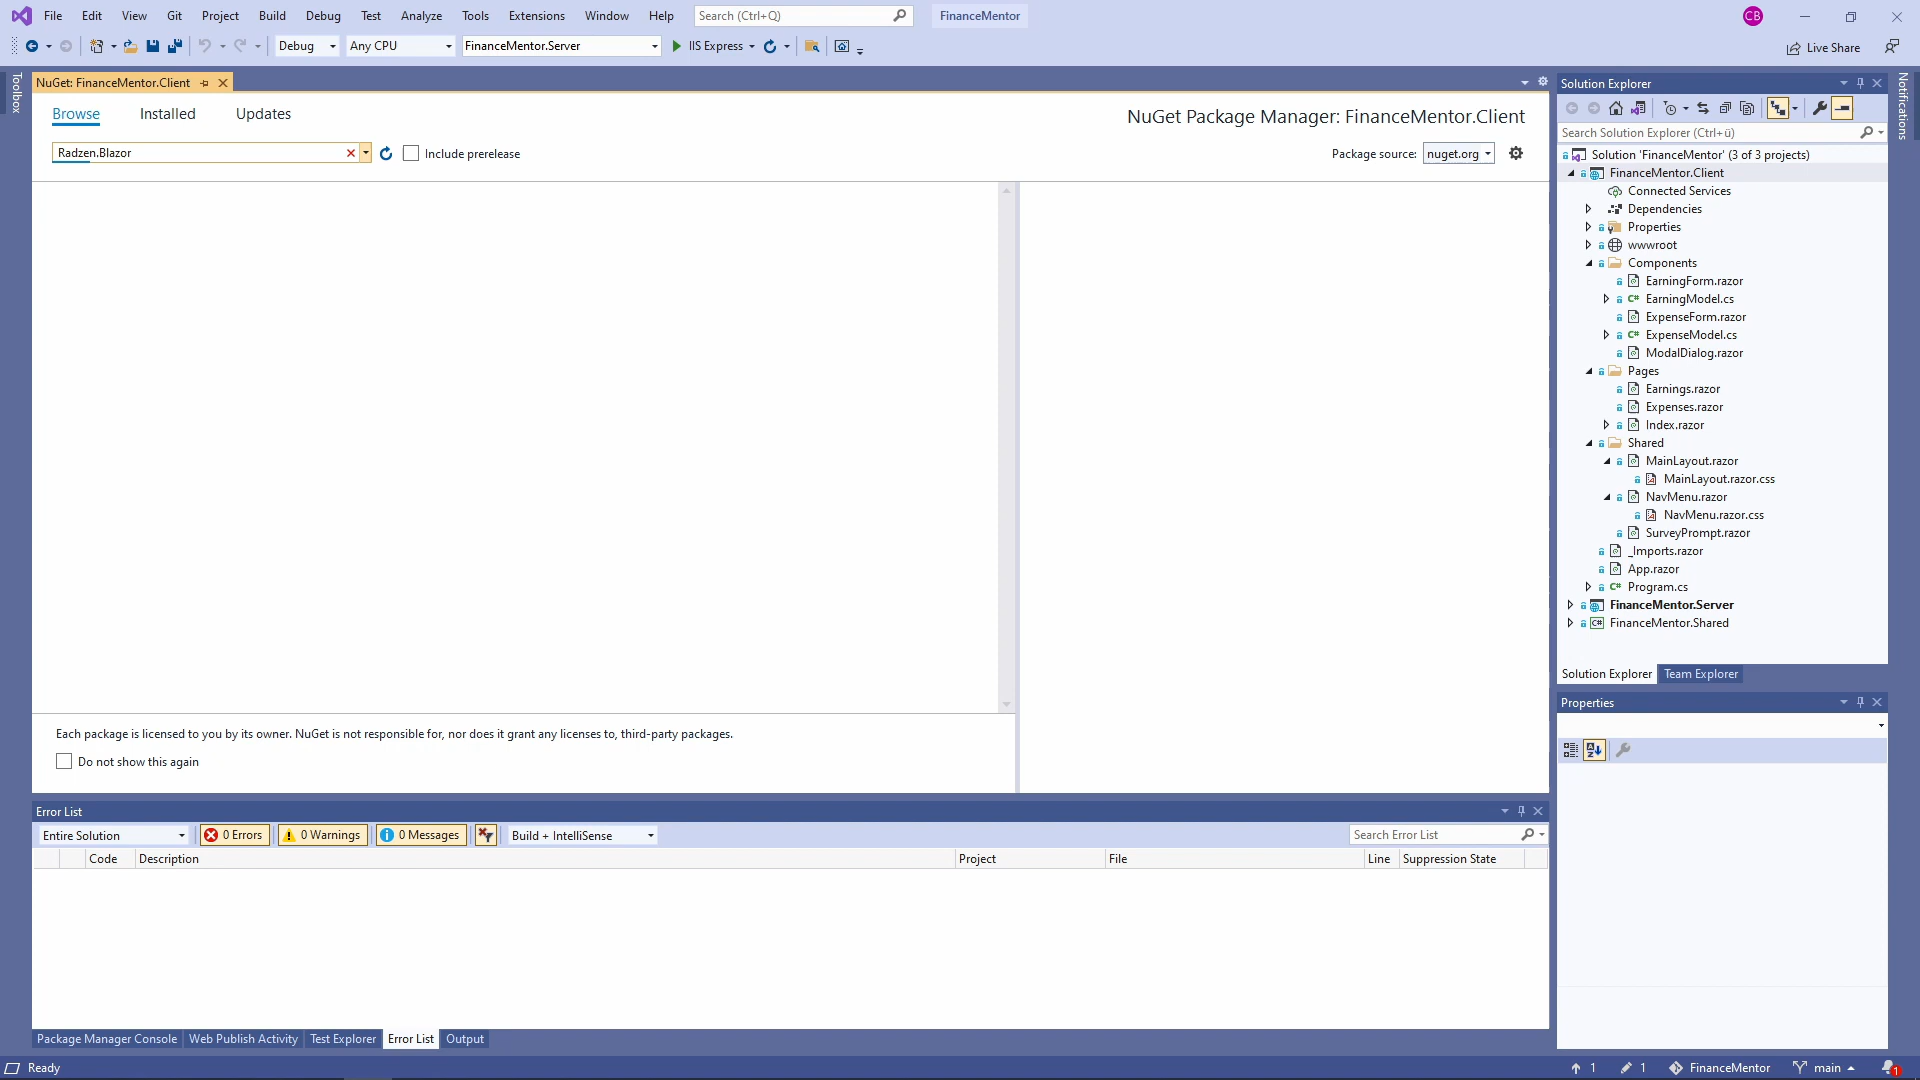 File Edit View Git Project Build Debug Test Analyze Tools Extensions Window Help Search (Ctrl+Q) FinanceMentor CB
Debug Any CPU FinanceMentor.Server IIS Express Live Share
Toolbox
NuGet: FinanceMentor.Client
Browse Installed Updates
NuGet Package Manager: FinanceMentor.Client
Radzen.Blazor Include prerelease
Package source: nuget.org
Each package is licensed to you by its owner. NuGet is not responsible for, nor does it grant any licenses to, third-party packages.
Do not show this again
Solution Explorer
Search Solution Explorer (Ctrl+ü)
Solution 'FinanceMentor' (3 of 3 projects)
FinanceMentor.Client
Connected Services
Dependencies
Properties
wwwroot
Components
EarningForm.razor
C# EarningModel.cs
ExpenseForm.razor
C# ExpenseModel.cs
ModalDialog.razor
Pages
Earnings.razor
Expenses.razor
Index.razor
Shared
MainLayout.razor
MainLayout.razor.css
NavMenu.razor
NavMenu.razor.css
SurveyPrompt.razor
_Imports.razor
App.razor
C# Program.cs
FinanceMentor.Server
C# FinanceMentor.Shared
Solution Explorer Team Explorer
Properties
Notifications
Error List
Entire Solution 0 Errors 0 Warnings 0 Messages Build + IntelliSense Search Error List
Code Description Project File Line Suppression State
Package Manager Console Web Publish Activity Test Explorer Error List Output
Ready 1 1 FinanceMentor main 1